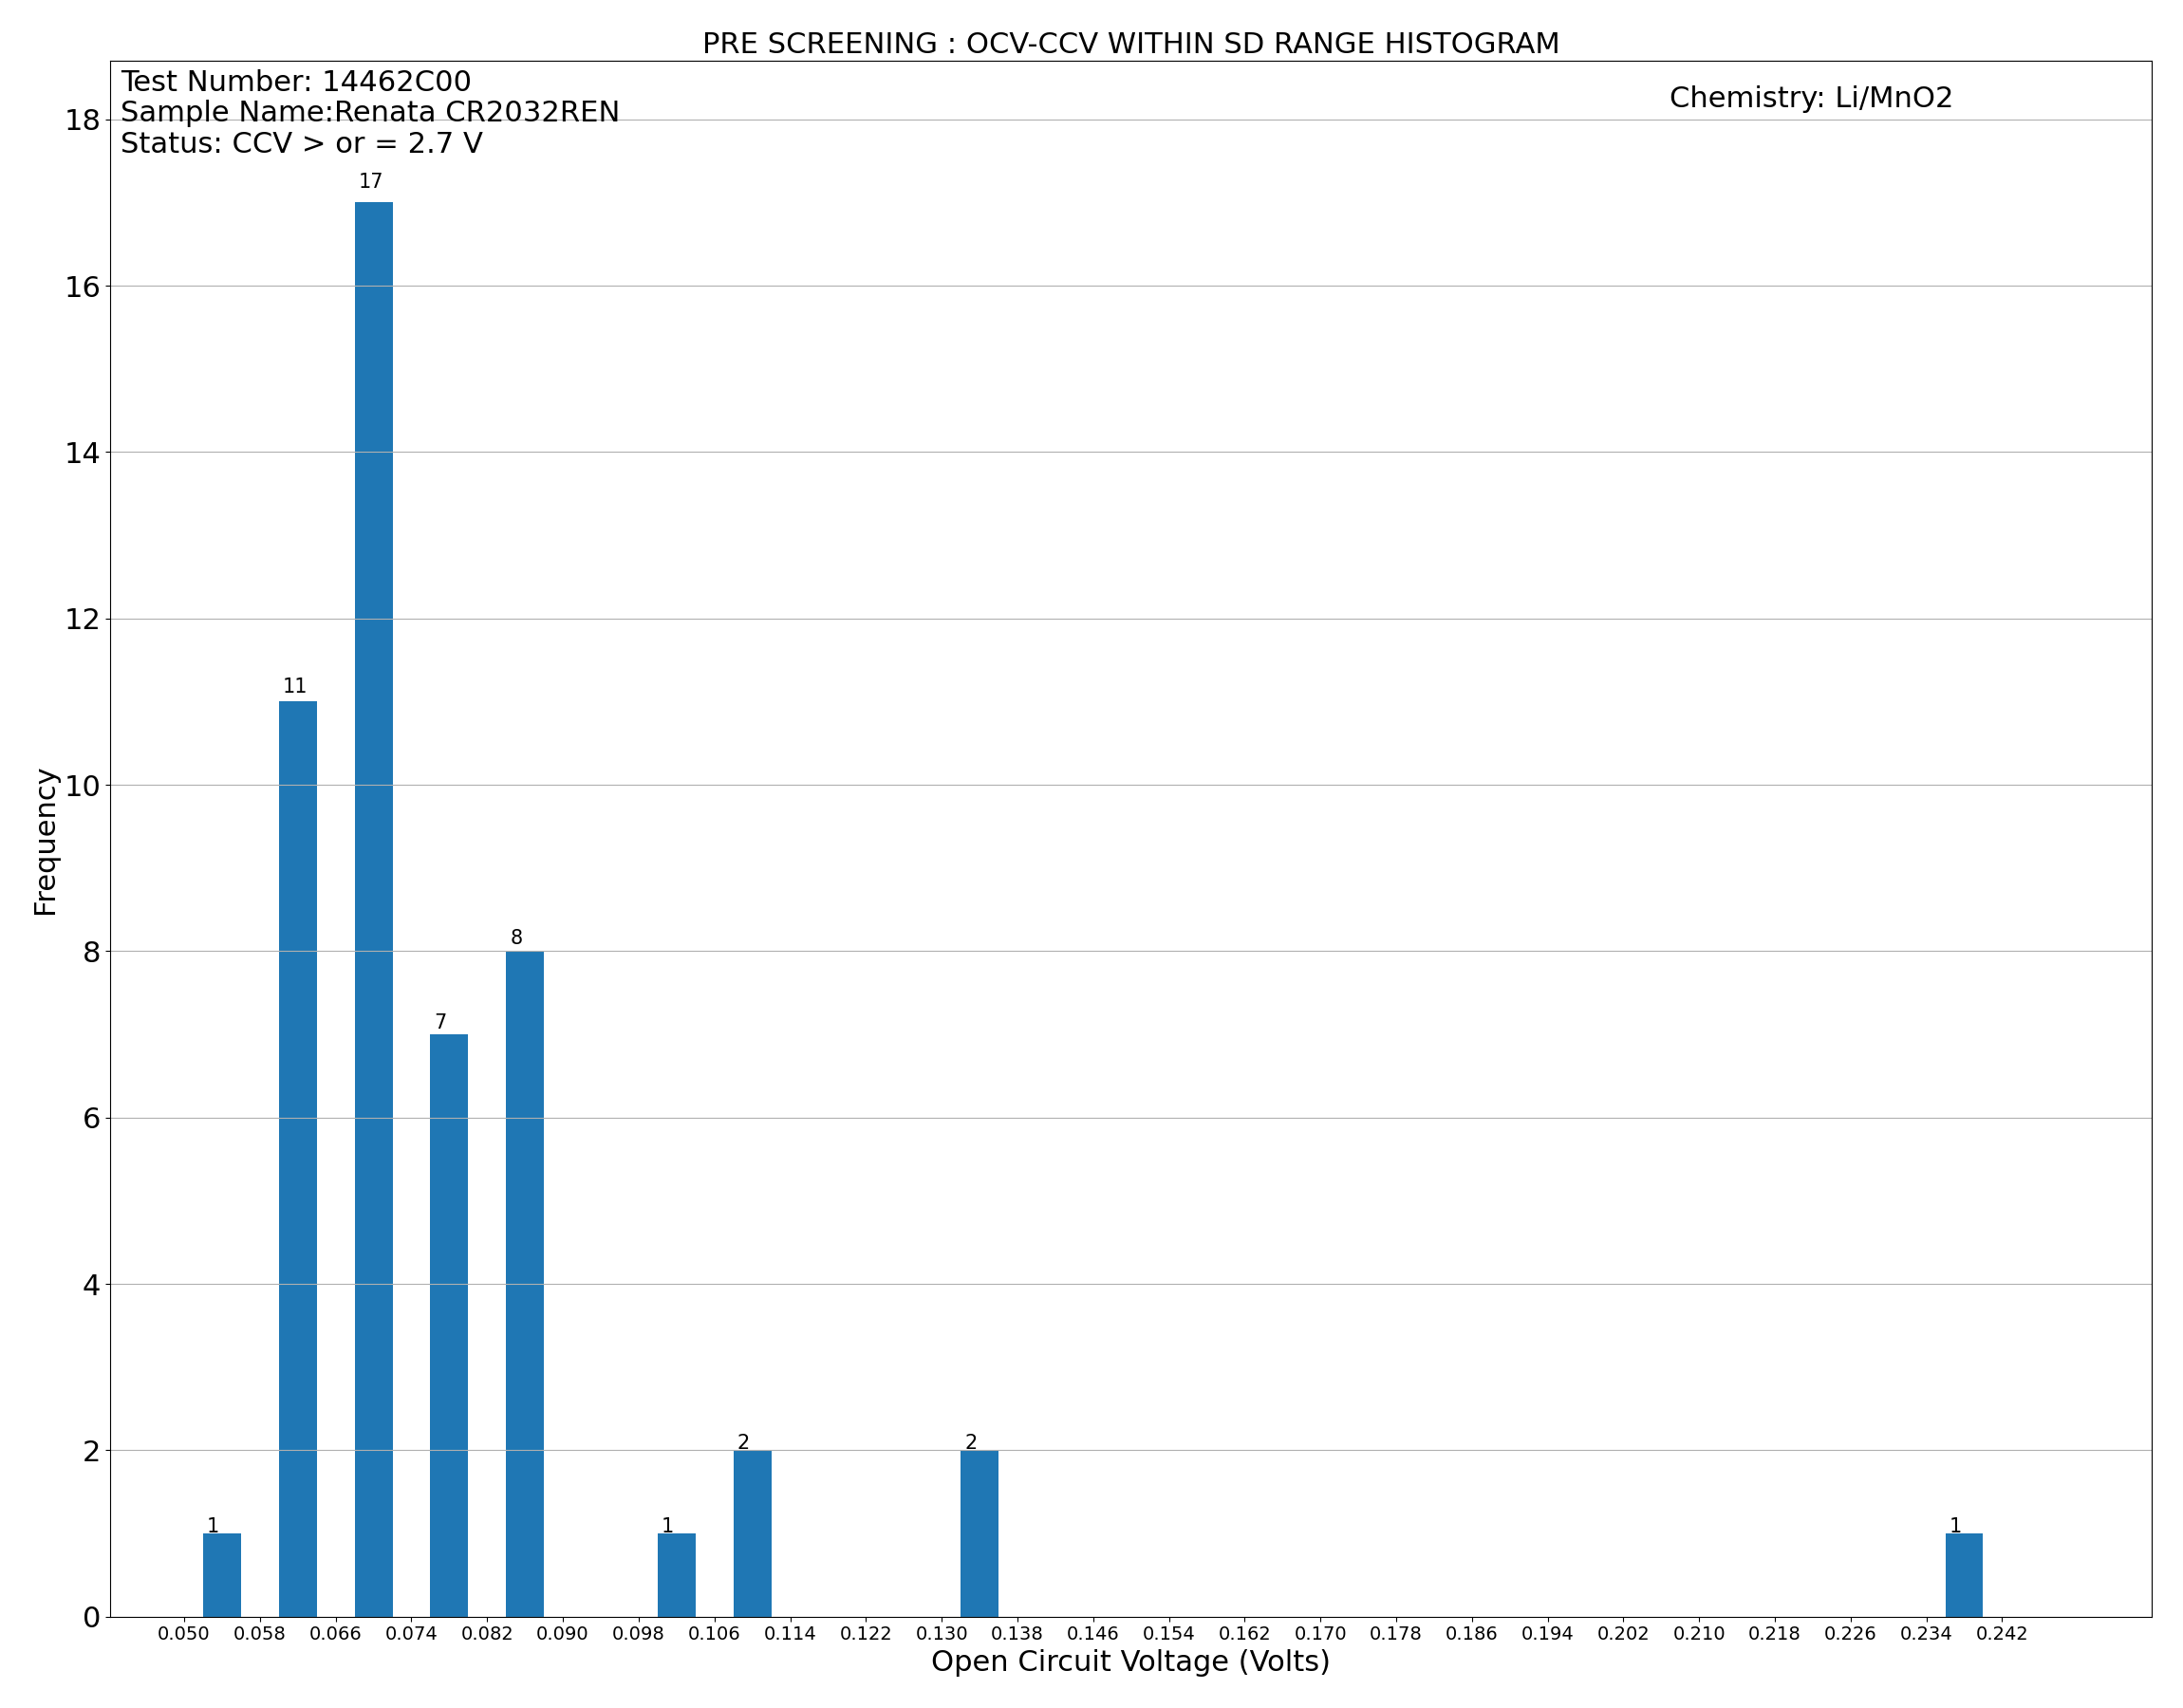 PRE SCREENING : OCV-CCV WITHIN SD RANGE HISTOGRAM
Test Number: 14462C00
Sample Name:Renata CR2032REN
Status: CCV > or = 2.7 V
Chemistry: Li/MnO2
18
16
14
12
10
8
6
4
2
0
Frequency
1
11
17
7
8
1
2
2
1
0.050 0.058 0.066 0.074 0.082 0.090 0.098 0.106 0.114 0.122 0.130 0.138 0.146 0.154 0.162 0.170 0.178 0.186 0.194 0.202 0.210 0.218 0.226 0.234 0.242
Open Circuit Voltage (Volts)